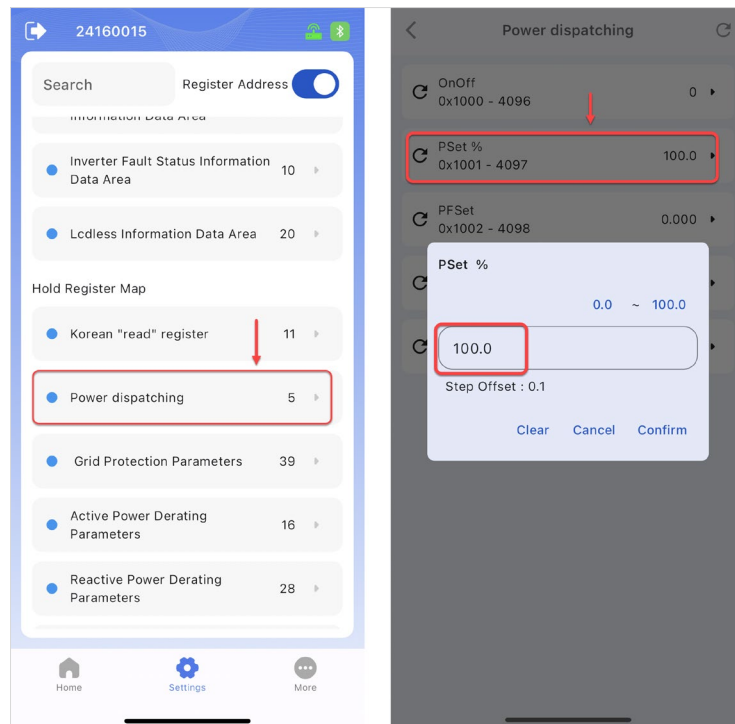 24160015
Search
Register Address
Information Data Area
Inverter Fault Status Information
Data Area
10
Lcdless Information Data Area 20
Hold Register Map
Korean "read" register 11
Power dispatching 5
Grid Protection Parameters 39
Active Power Derating
Parameters
16
Reactive Power Derating
Parameters
28
Home
Settings
More
Power dispatching
OnOff
0x1000 - 4096
0
PSet %
0x1001 - 4097
100.0
PFSet
0x1002 - 4098
0.000
PSet %
0.0 ~ 100.0
100.0
Step Offset : 0.1
Clear Cancel Confirm